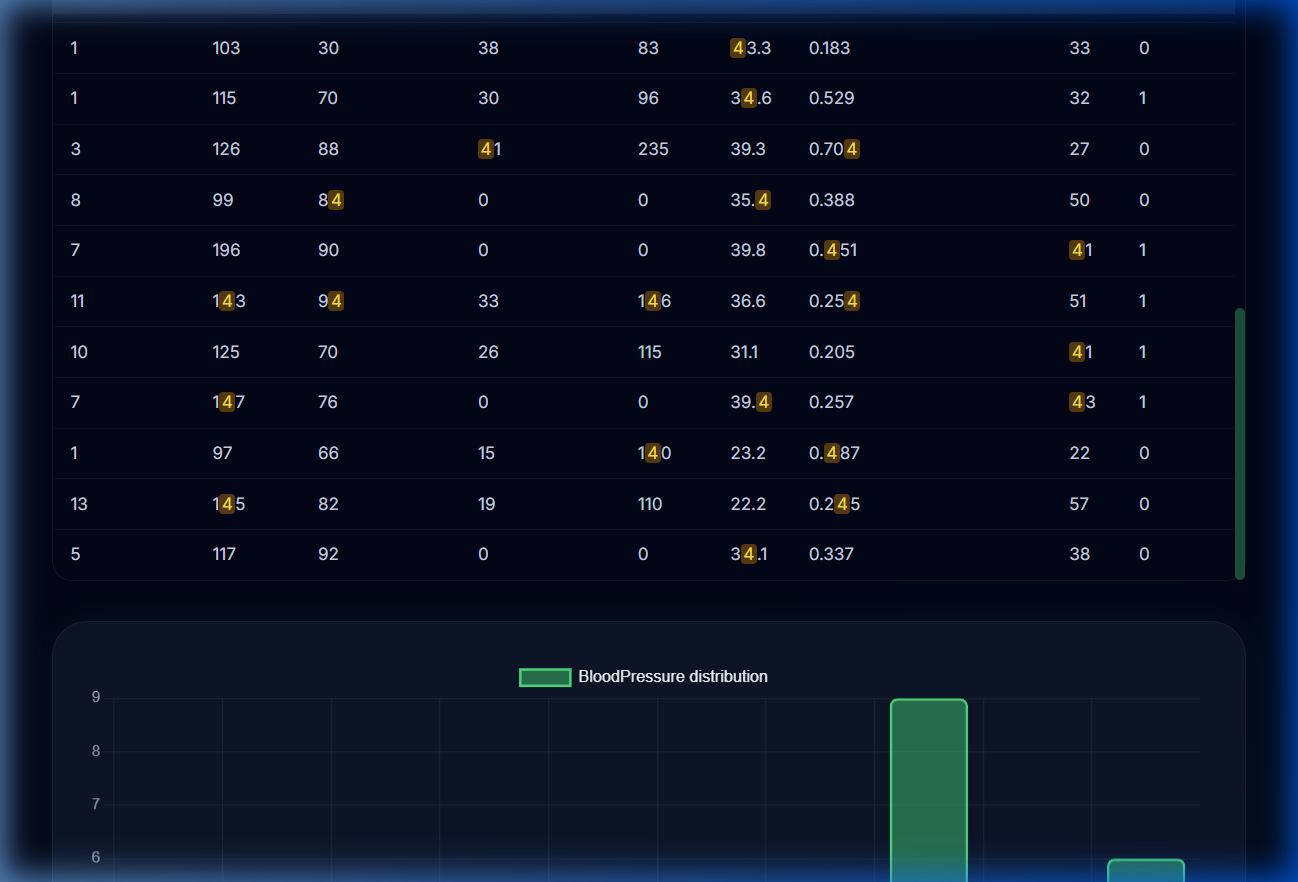 1 103 30 38 83 43.3 0.183 33 0
1 115 70 30 96 34.6 0.529 32 1
3 126 88 41 235 39.3 0.704 27 0
8 99 84 0 0 35.4 0.388 50 0
7 196 90 0 0 39.8 0.451 41 1
11 143 94 33 146 36.6 0.254 51 1
10 125 70 26 115 31.1 0.205 41 1
7 147 76 0 0 39.4 0.257 43 1
1 97 66 15 140 23.2 0.487 22 0
13 145 82 19 110 22.2 0.245 57 0
5 117 92 0 0 34.1 0.337 38 0
BloodPressure distribution
9
8
7
6